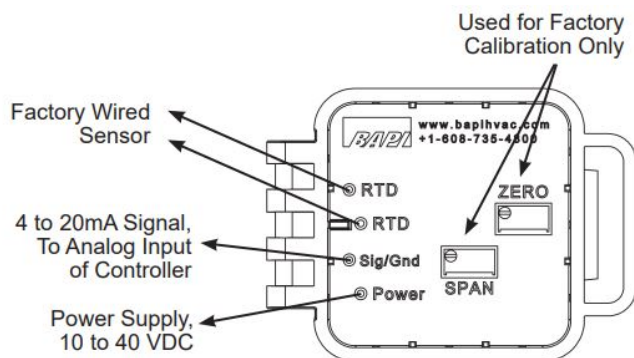 Used for Factory
Calibration Only
Factory Wired
Sensor
BAPI
www.bapihvac.com
+1-608-735-4800
RTD
ZERO
RTD
4 to 20mA Signal,
To Analog Input
of Controller
Sig/Gnd
SPAN
Power
Power Supply,
10 to 40 VDC